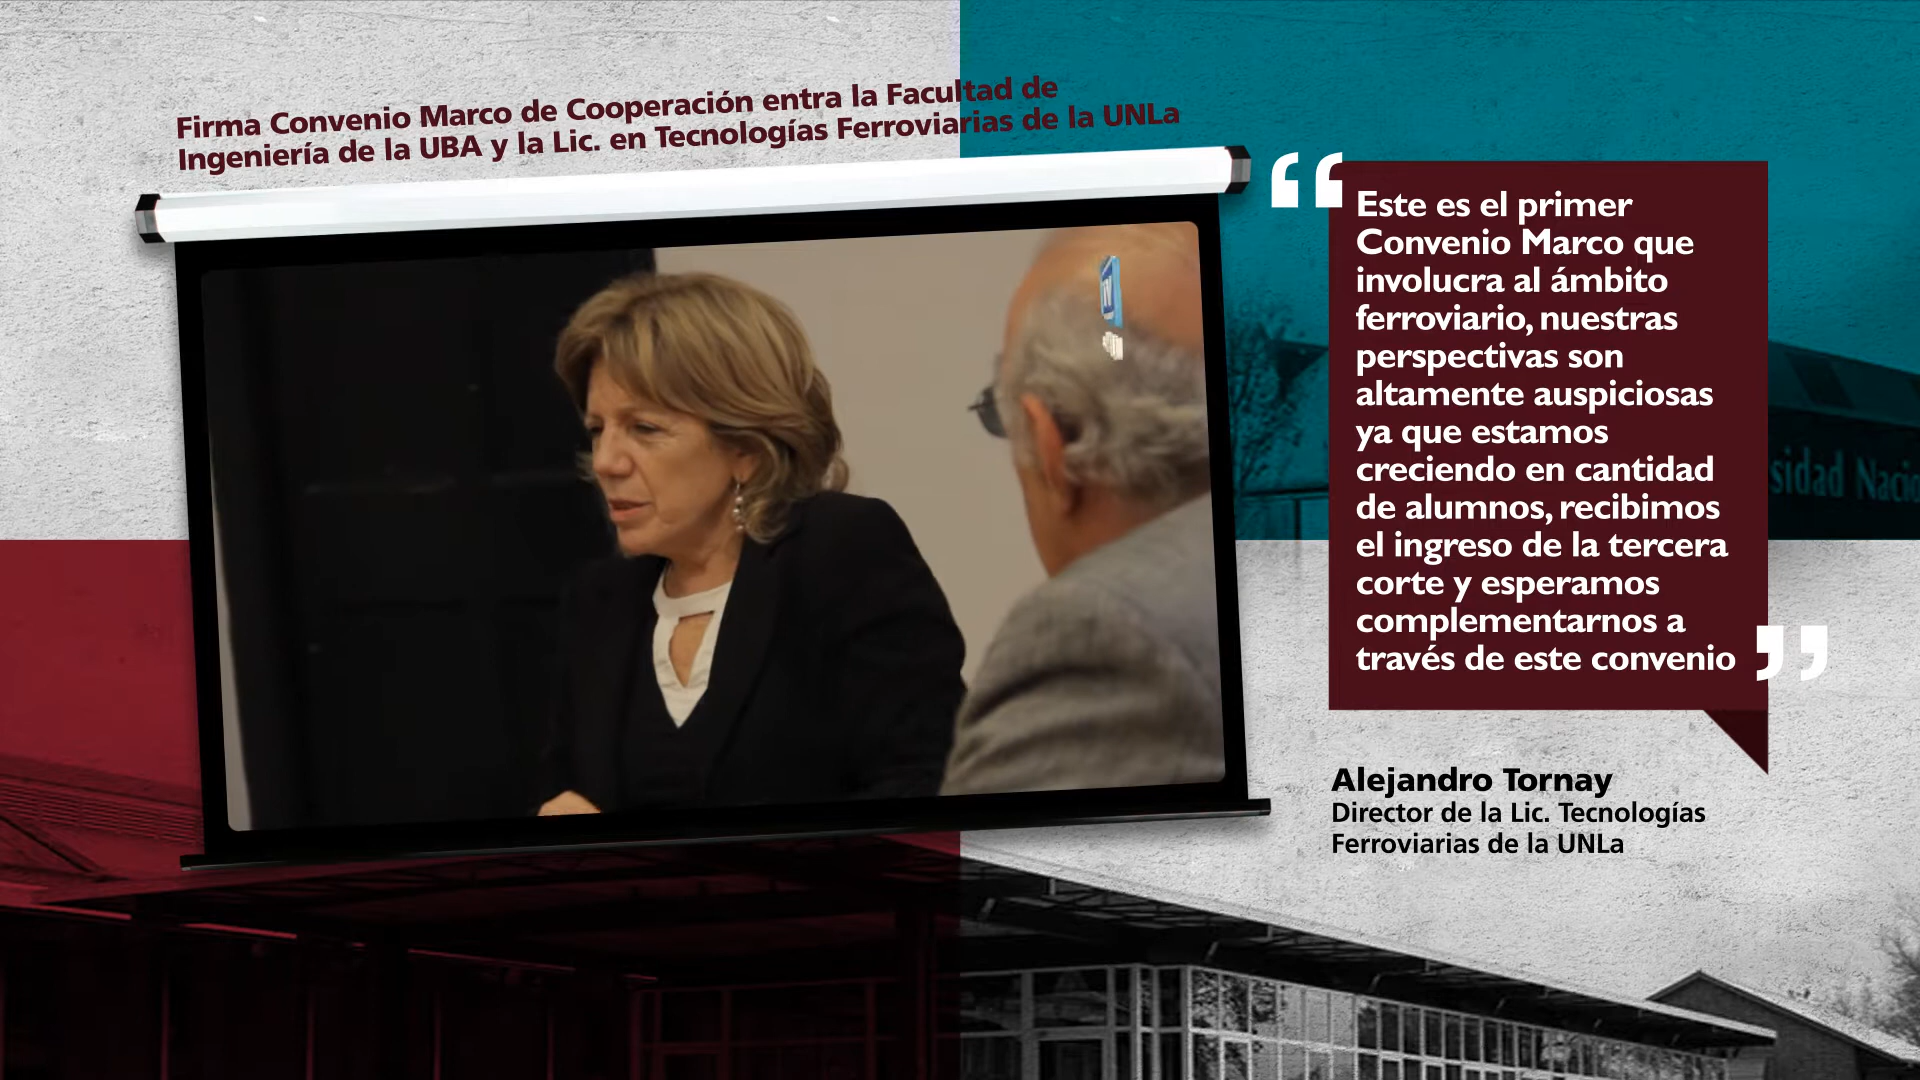 Firma Convenio Marco de Cooperación entra la Facultad de
Ingeniería de la UBA y la Lic. en Tecnologías Ferroviarias de la UNLa
“Este es el primer
Convenio Marco que
involucra al ámbito
ferroviario, nuestras
perspectivas son
altamente auspiciosas
ya que estamos
creciendo en cantidad
de alumnos, recibimos
el ingreso de la tercera
corte y esperamos
complementarnos a
través de este convenio”
Alejandro Tornay
Director de la Lic. Tecnologías
Ferroviarias de la UNLa
sidad Nacio
TV